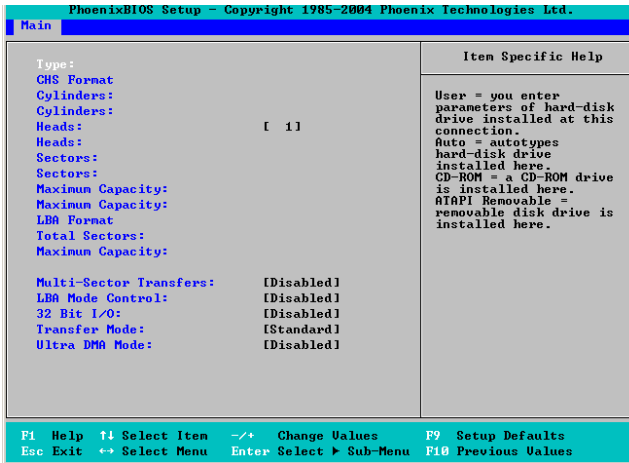 PhoenixBIOS Setup - Copyright 1985-2004 Phoenix Technologies Ltd.
Main
Type:
CHS Format
Cylinders:
Cylinders:
Heads: [ 1]
Heads:
Sectors:
Sectors:
Maximum Capacity:
Maximum Capacity:
LBA Format
Total Sectors:
Maximum Capacity:
Multi-Sector Transfers: [Disabled]
LBA Mode Control: [Disabled]
32 Bit I/O: [Disabled]
Transfer Mode: [Standard]
Ultra DMA Mode: [Disabled]
Item Specific Help
User = you enter
parameters of hard-disk
drive installed at this
connection.
Auto = autotypes
hard-disk drive
installed here.
CD-ROM = a CD-ROM drive
is installed here.
ATAPI Removable =
removable disk drive is
installed here.
F1 Help ↑↓ Select Item -/+ Change Values F9 Setup Defaults
Esc Exit ↔ Select Menu Enter Select ▶ Sub-Menu F10 Previous Values